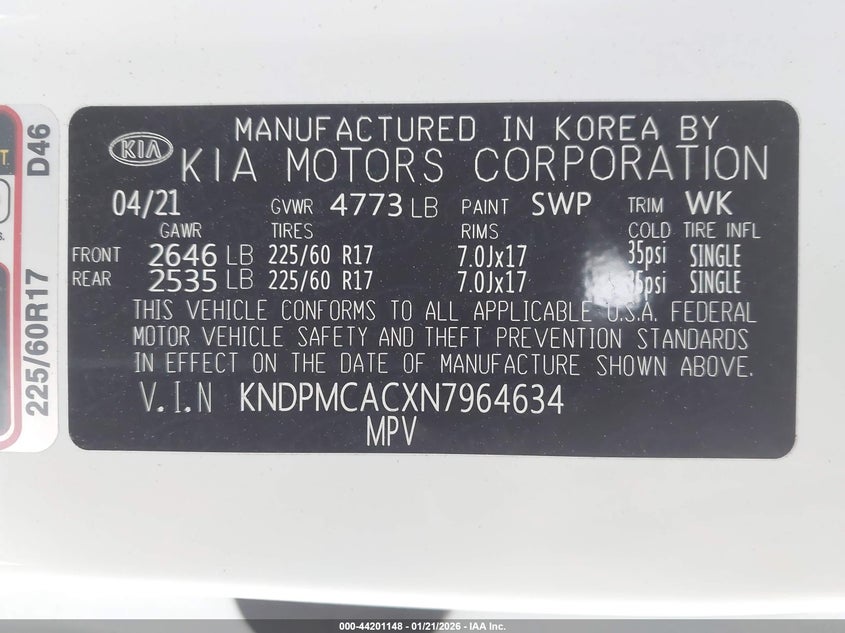 MANUFACTURED IN KOREA BY
KIA KIA MOTORS CORPORATION
04/21 GVWR 4773 LB PAINT SWP TRIM WK
GAWR TIRES RIMS COLD TIRE INFL
FRONT 2646 LB 225/60 R17 7.0Jx17 35psi SINGLE
REAR 2535 LB 225/60 R17 7.0Jx17 35psi SINGLE
THIS VEHICLE CONFORMS TO ALL APPLICABLE U.S.A. FEDERAL
MOTOR VEHICLE SAFETY AND THEFT PREVENTION STANDARDS
IN EFFECT ON THE DATE OF MANUFACTURE SHOWN ABOVE.
V.I.N KNDPMCACXN7964634
MPV
225/60R17 D46
000-44201148 - 01/21/2026 - IAA Inc.